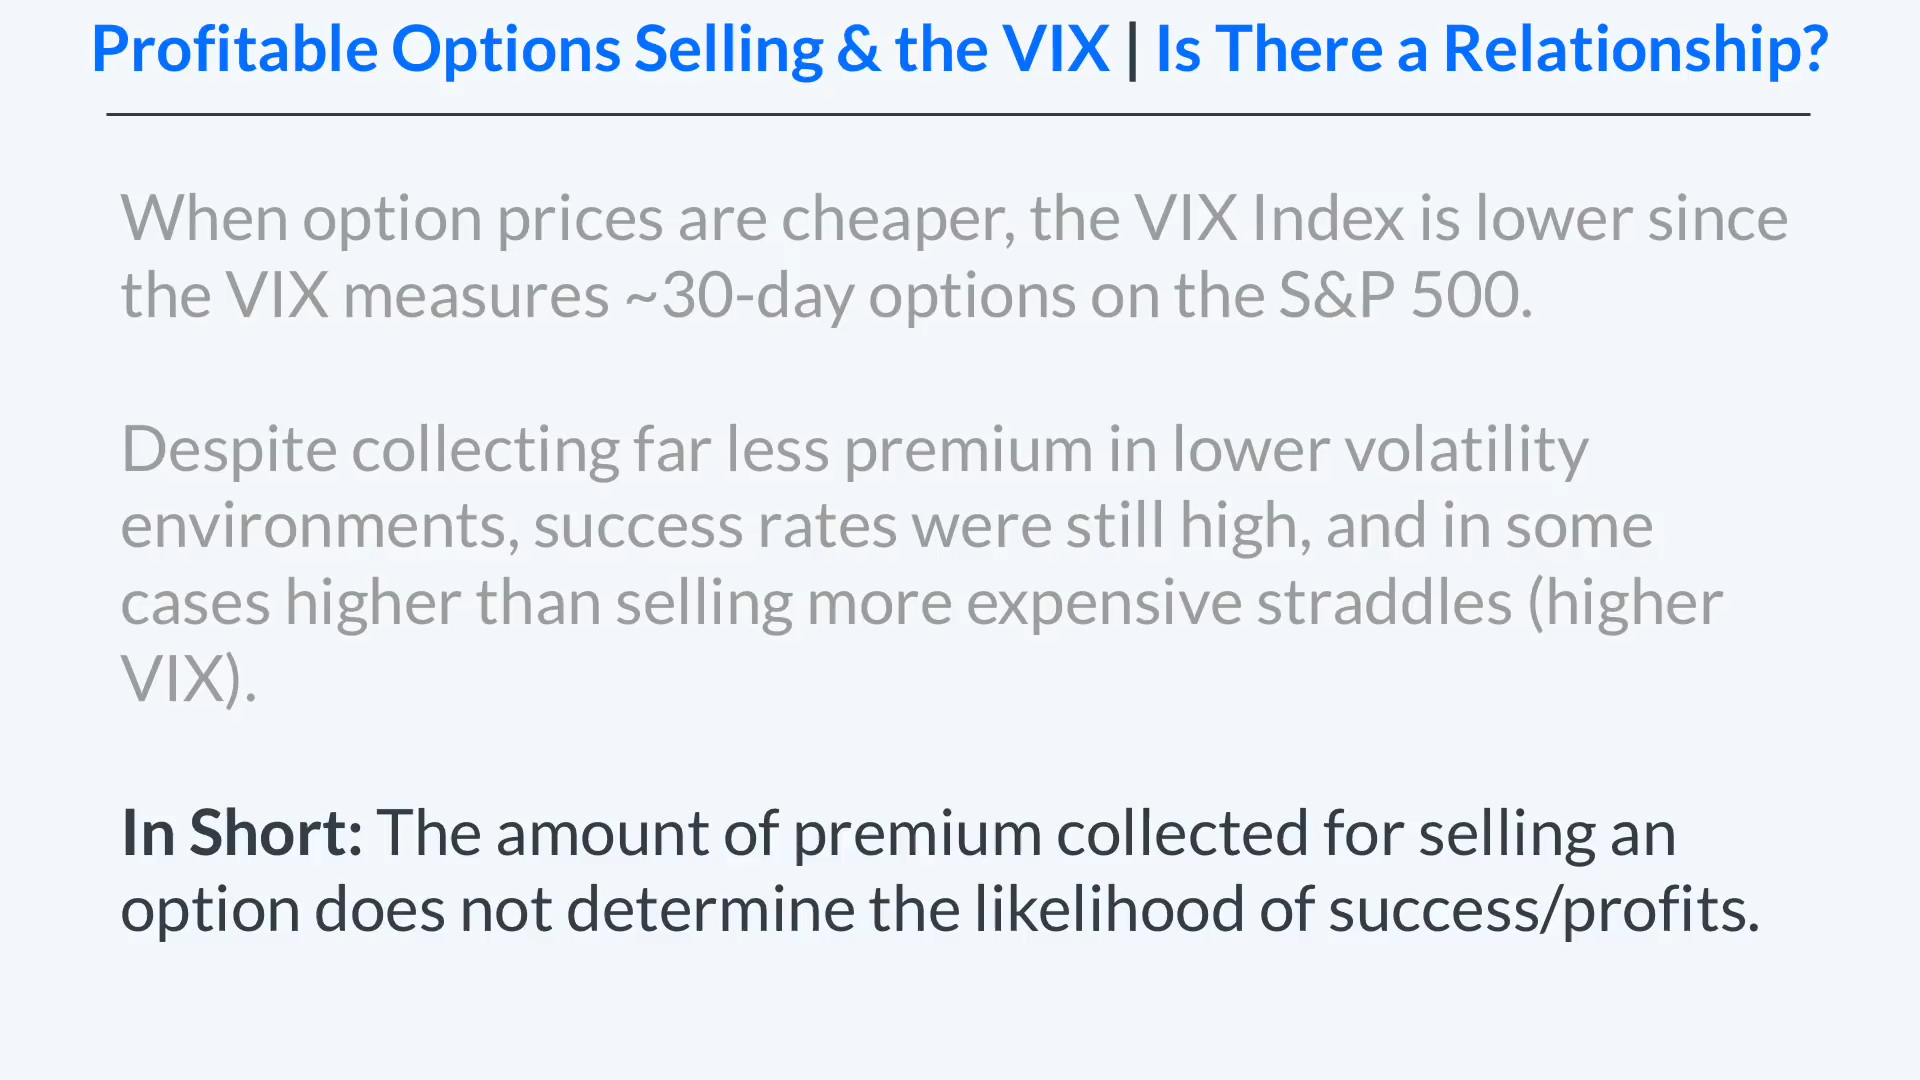 Profitable Options Selling & the VIX | Is There a Relationship?
When option prices are cheaper, the VIX Index is lower since
the VIX measures ~30-day options on the S&P 500.
Despite collecting far less premium in lower volatility
environments, success rates were still high, and in some
cases higher than selling more expensive straddles (higher
VIX).
In Short: The amount of premium collected for selling an
option does not determine the likelihood of success/profits.